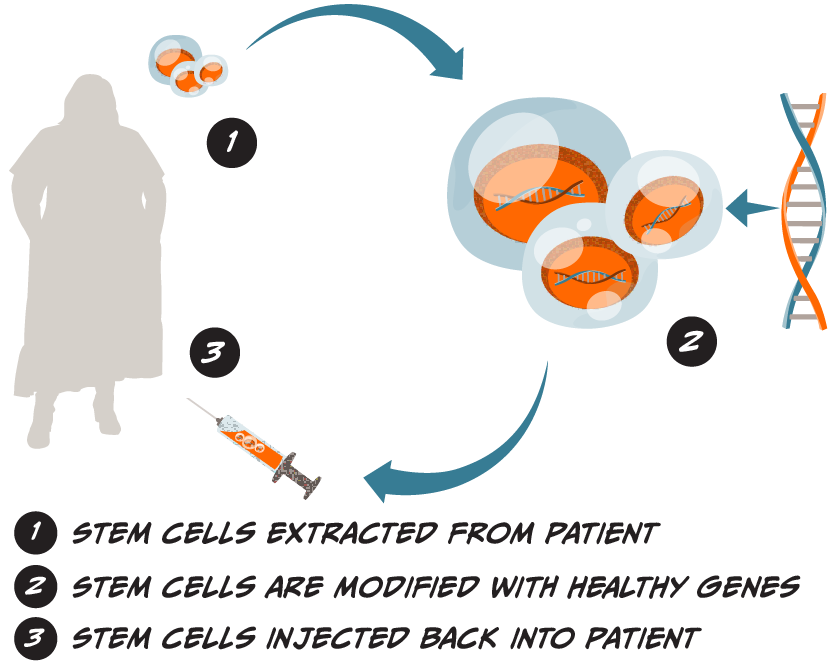 1
2
3
1 STEM CELLS EXTRACTED FROM PATIENT
2 STEM CELLS ARE MODIFIED WITH HEALTHY GENES
3 STEM CELLS INJECTED BACK INTO PATIENT